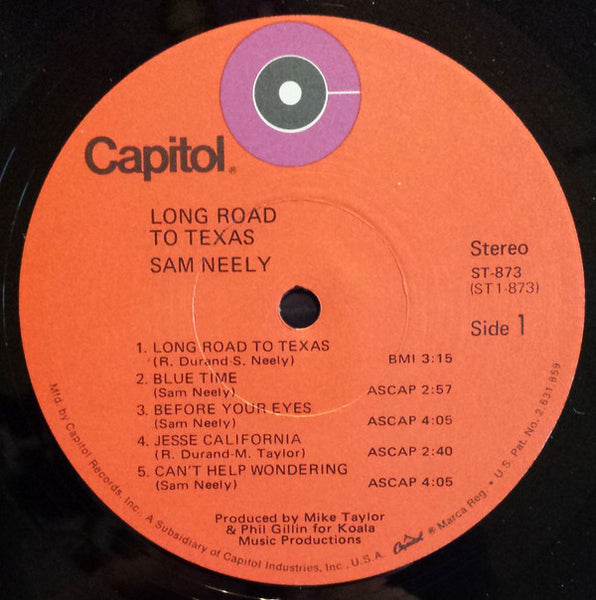 Capitol®
LONG ROAD
TO TEXAS
SAM NEELY
Stereo
ST-873
(ST1-873)
Side 1
1. LONG ROAD TO TEXAS
(R. Durand-S. Neely) BMI 3:15
2. BLUE TIME
(Sam Neely) ASCAP 2:57
3. BEFORE YOUR EYES
(Sam Neely) ASCAP 4:05
4. JESSE CALIFORNIA
(R. Durand-M. Taylor) ASCAP 2:40
5. CAN'T HELP WONDERING
(Sam Neely) ASCAP 4:05
Produced by Mike Taylor
& Phil Gillin for Koala
Music Productions
Mfd. by Capitol Records, Inc., A Subsidiary of Capitol Industries, Inc., U.S.A. Capitol ® Marca Reg. • U.S. Pat. No. 2,631,859